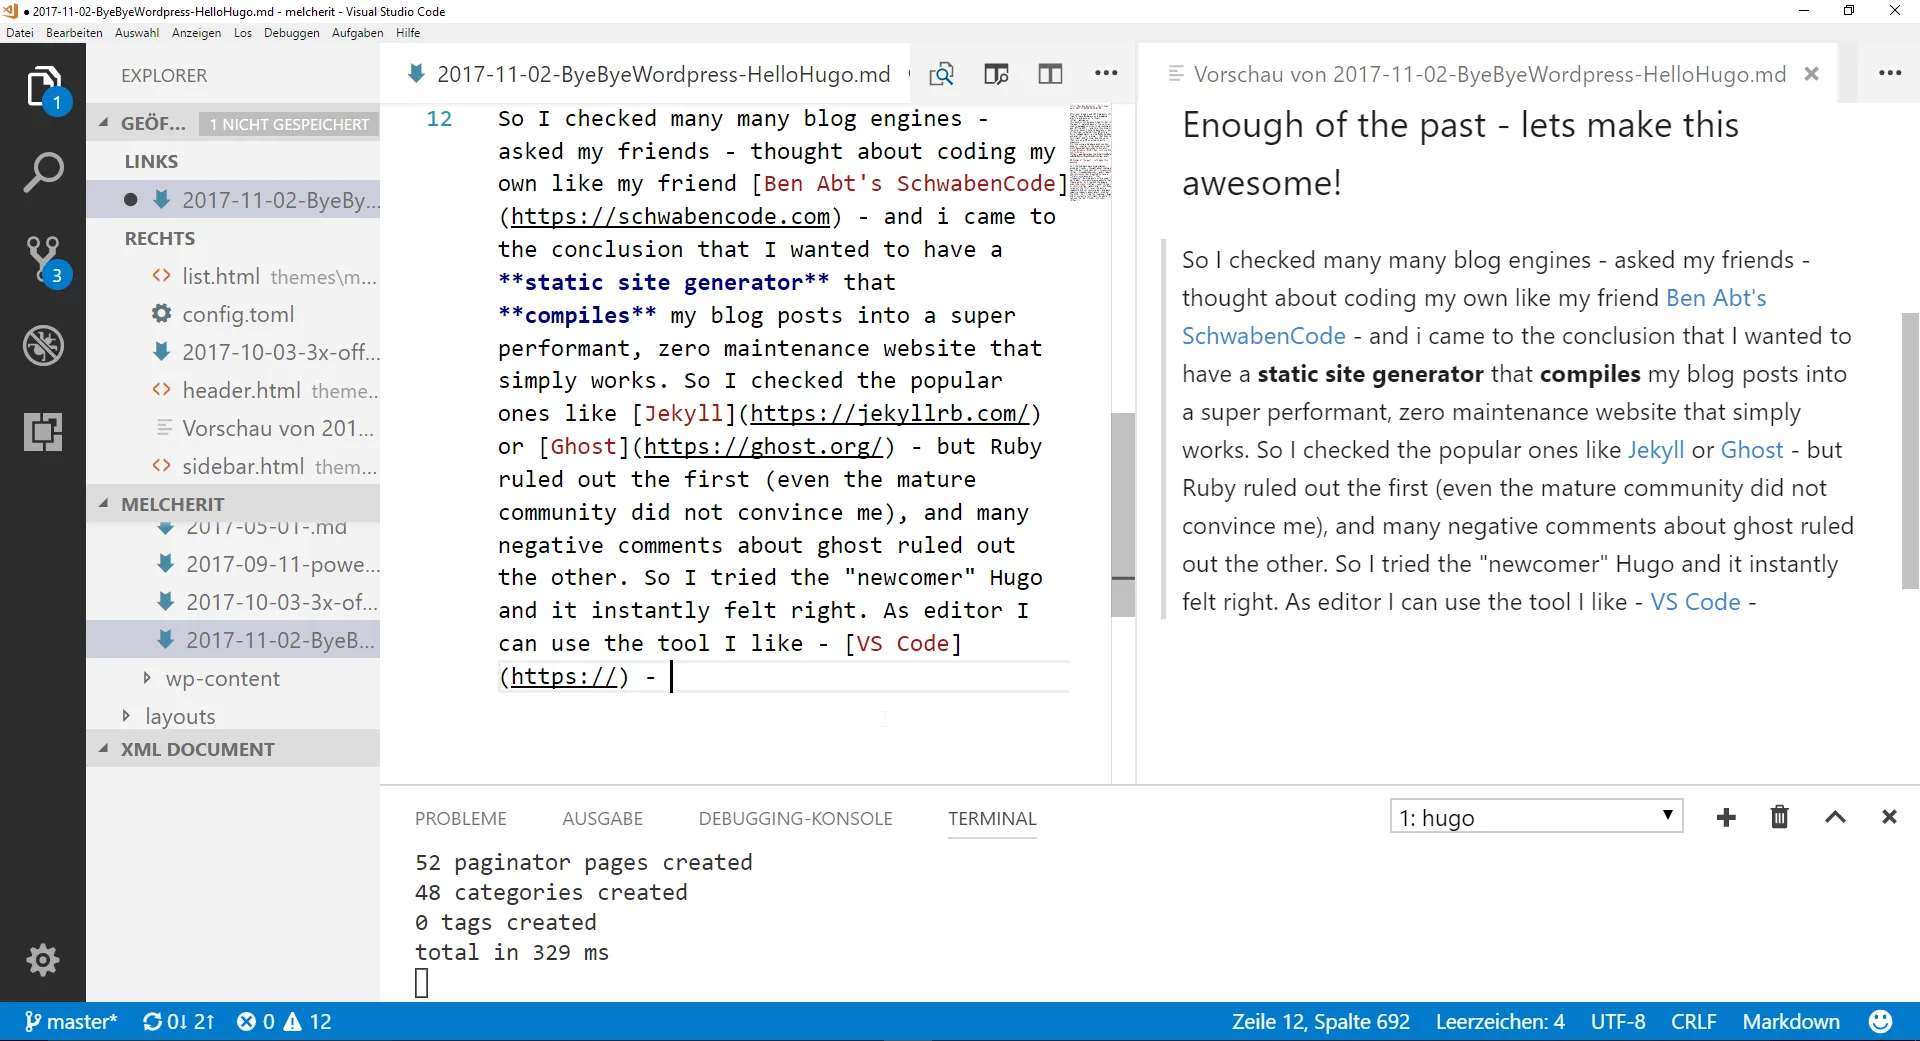 ● 2017-11-02-ByeByeWordpress-HelloHugo.md - melcherit - Visual Studio Code
Datei Bearbeiten Auswahl Anzeigen Los Debuggen Aufgaben Hilfe
1
3
EXPLORER
GEÖF... 1 NICHT GESPEICHERT
LINKS
2017-11-02-ByeBy...
RECHTS
list.html themes\m...
config.toml
2017-10-03-3x-off...
header.html theme...
Vorschau von 201...
sidebar.html them...
MELCHERIT
2017-05-01-.md
2017-09-11-powe...
2017-10-03-3x-of...
2017-11-02-ByeB...
wp-content
layouts
XML DOCUMENT
2017-11-02-ByeByeWordpress-HelloHugo.md
12 So I checked many many blog engines -
asked my friends - thought about coding my
own like my friend [Ben Abt's SchwabenCode]
(https://schwabencode.com) - and i came to
the conclusion that I wanted to have a
**static site generator** that
**compiles** my blog posts into a super
performant, zero maintenance website that
simply works. So I checked the popular
ones like [Jekyll](https://jekyllrb.com/)
or [Ghost](https://ghost.org/) - but Ruby
ruled out the first (even the mature
community did not convince me), and many
negative comments about ghost ruled out
the other. So I tried the "newcomer" Hugo
and it instantly felt right. As editor I
can use the tool I like - [VS Code]
(https://) -
Vorschau von 2017-11-02-ByeByeWordpress-HelloHugo.md
Enough of the past - lets make this
awesome!
So I checked many many blog engines - asked my friends -
thought about coding my own like my friend Ben Abt's
SchwabenCode - and i came to the conclusion that I wanted to
have a static site generator that compiles my blog posts into
a super performant, zero maintenance website that simply
works. So I checked the popular ones like Jekyll or Ghost - but
Ruby ruled out the first (even the mature community did not
convince me), and many negative comments about ghost ruled
out the other. So I tried the "newcomer" Hugo and it instantly
felt right. As editor I can use the tool I like - VS Code -
PROBLEME AUSGABE DEBUGGING-KONSOLE TERMINAL
1: hugo
52 paginator pages created
48 categories created
0 tags created
total in 329 ms
master* 0↓ 2↑ 0 12
Zeile 12, Spalte 692 Leerzeichen: 4 UTF-8 CRLF Markdown